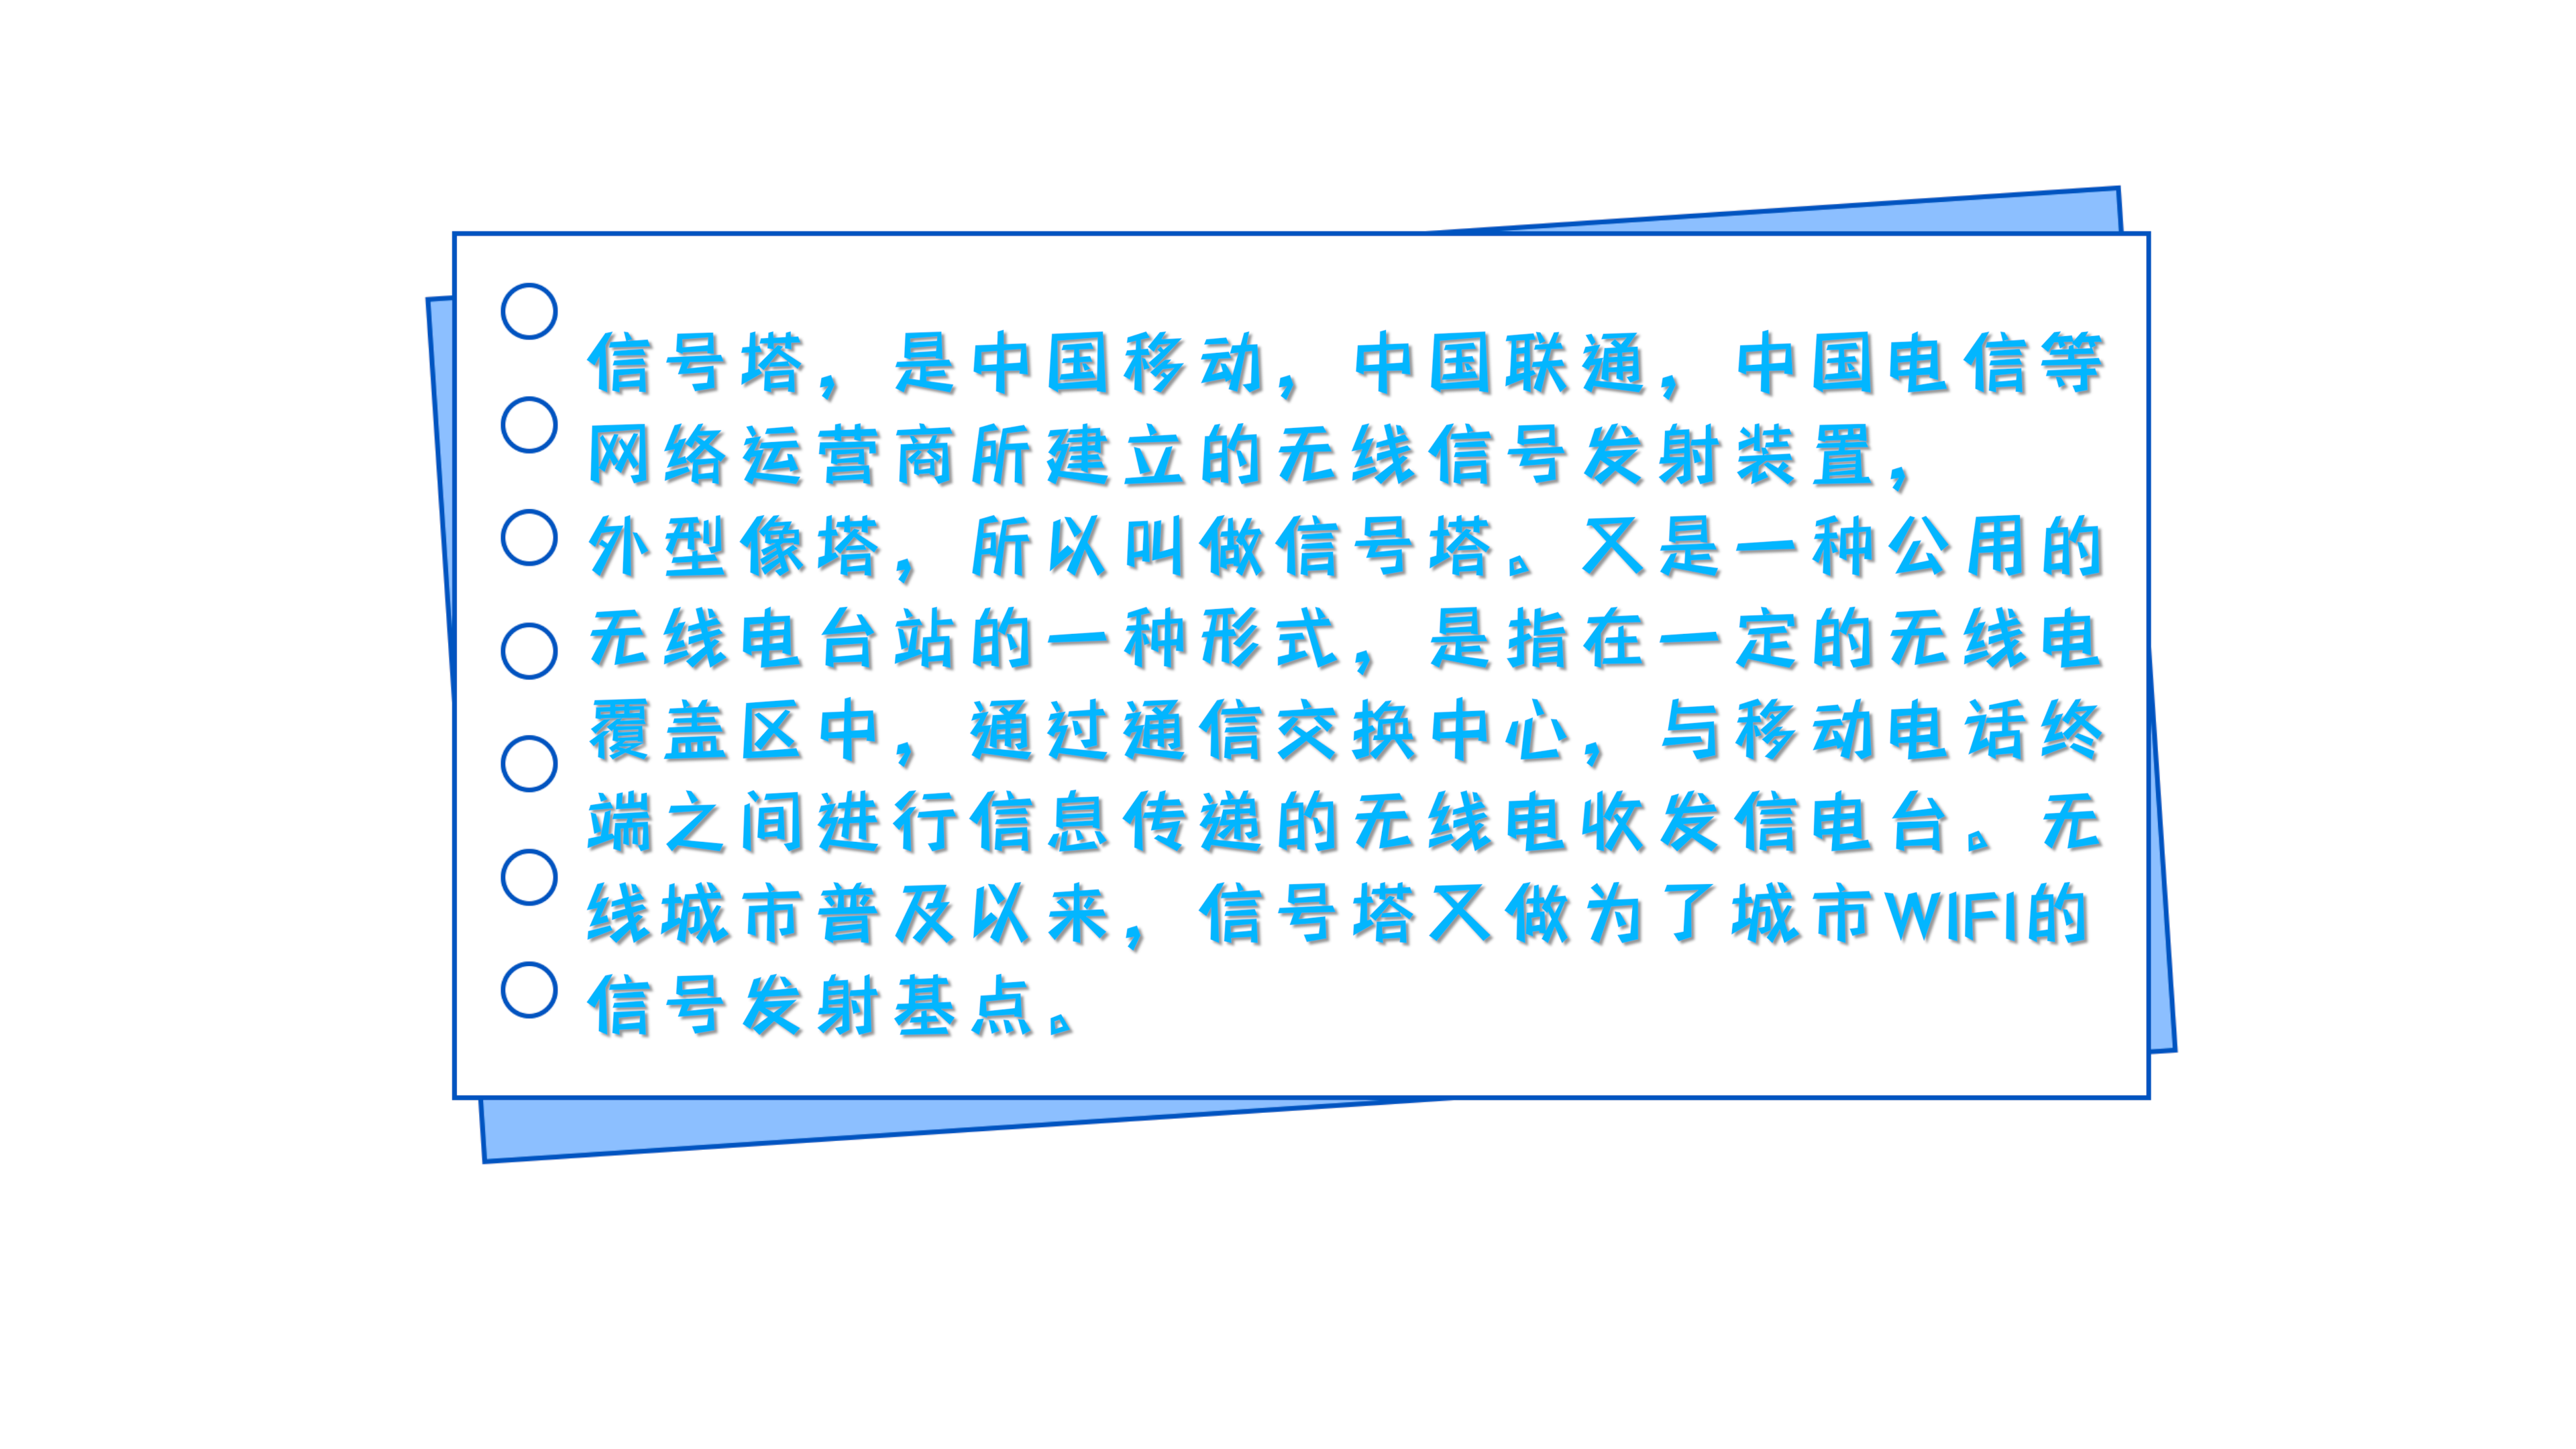 信号塔，是中国移动，中国联通，中国电信等
网络运营商所建立的无线信号发射装置，
外型像塔，所以叫做信号塔。又是一种公用的
无线电台站的一种形式，是指在一定的无线电
覆盖区中，通过通信交换中心，与移动电话终
端之间进行信息传递的无线电收发信电台。无
线城市普及以来，信号塔又做为了城市WIFI的
信号发射基点。